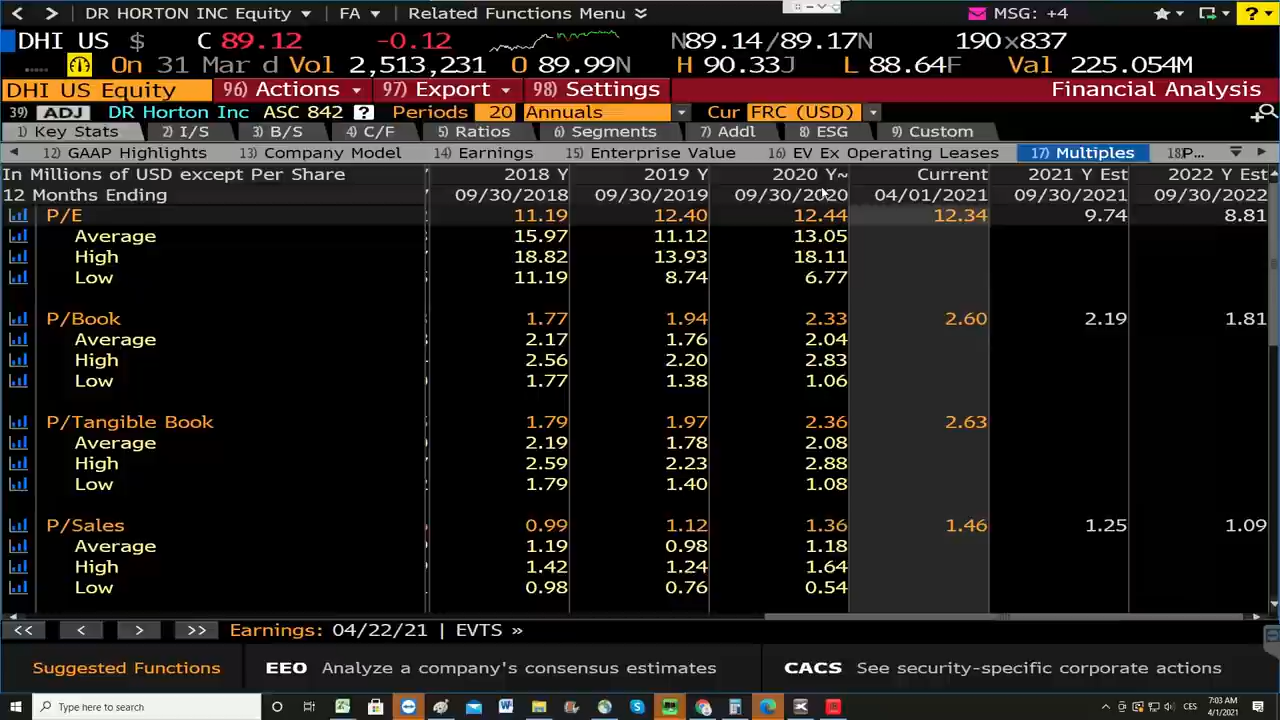 < > DR HORTON INC Equity FA Related Functions Menu MSG: +4 ?
DHI US $ C 89.12 -0.12 N89.14/89.17N 190x837
On 31 Mar d Vol 2,513,231 O 89.99N H 90.33J L 88.64F Val 225.054M
DHI US Equity 96) Actions 97) Export 98) Settings Financial Analysis
39) ADJ DR Horton Inc ASC 842 ? Periods 20 Annuals Cur FRC (USD)
1) Key Stats 2) I/S 3) B/S 4) C/F 5) Ratios 6) Segments 7) Addl 8) ESG 9) Custom
12) GAAP Highlights 13) Company Model 14) Earnings 15) Enterprise Value 16) EV Ex Operating Leases 17) Multiples 18)P...
In Millions of USD except Per Share 2018 Y 2019 Y 2020 Y~ Current 2021 Y Est 2022 Y Est
12 Months Ending 09/30/2018 09/30/2019 09/30/2020 04/01/2021 09/30/2021 09/30/2022
P/E 11.19 12.40 12.44 12.34 9.74 8.81
Average 15.97 11.12 13.05
High 18.82 13.93 18.11
Low 11.19 8.74 6.77
P/Book 1.77 1.94 2.33 2.60 2.19 1.81
Average 2.17 1.76 2.04
High 2.56 2.20 2.83
Low 1.77 1.38 1.06
P/Tangible Book 1.79 1.97 2.36 2.63
Average 2.19 1.78 2.08
High 2.59 2.23 2.88
Low 1.79 1.40 1.08
P/Sales 0.99 1.12 1.36 1.46 1.25 1.09
Average 1.19 0.98 1.18
High 1.42 1.24 1.64
Low 0.98 0.76 0.54
<< < > >> Earnings: 04/22/21 | EVTS »
Suggested Functions EEO Analyze a company's consensus estimates CACS See security-specific corporate actions
Type here to search CES 7:03 AM
4/1/2021